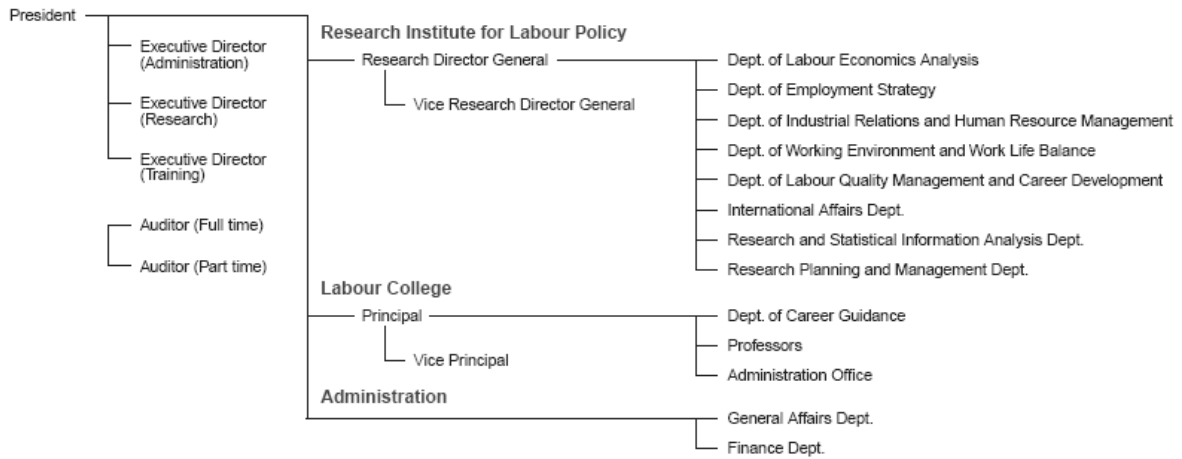 President
Executive Director
(Administration)
Executive Director
(Research)
Executive Director
(Training)
Auditor (Full time)
Auditor (Part time)
Research Institute for Labour Policy
Research Director General
Vice Research Director General
Dept. of Labour Economics Analysis
Dept. of Employment Strategy
Dept. of Industrial Relations and Human Resource Management
Dept. of Working Environment and Work Life Balance
Dept. of Labour Quality Management and Career Development
International Affairs Dept.
Research and Statistical Information Analysis Dept.
Research Planning and Management Dept.
Labour College
Principal
Vice Principal
Dept. of Career Guidance
Professors
Administration Office
Administration
General Affairs Dept.
Finance Dept.